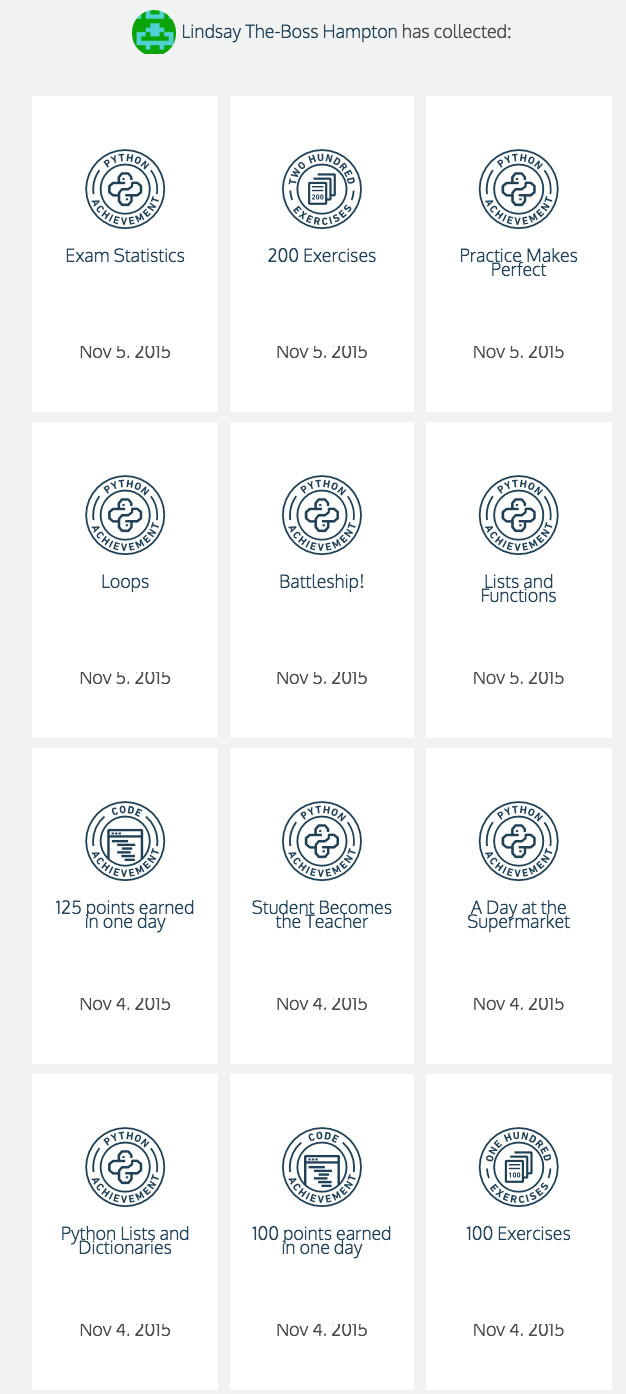 Lindsay The-Boss Hampton has collected:
PYTHON ACHIEVEMENT
TWO HUNDRED EXERCISES
200
PYTHON ACHIEVEMENT
Exam Statistics
200 Exercises
Practice Makes
Perfect
Nov 5, 2015
Nov 5, 2015
Nov 5, 2015
PYTHON ACHIEVEMENT
PYTHON ACHIEVEMENT
PYTHON ACHIEVEMENT
Loops
Battleship!
Lists and
Functions
Nov 5, 2015
Nov 5, 2015
Nov 5, 2015
CODE ACHIEVEMENT
PYTHON ACHIEVEMENT
PYTHON ACHIEVEMENT
125 points earned
in one day
Student Becomes
the Teacher
A Day at the
Supermarket
Nov 4, 2015
Nov 4, 2015
Nov 4, 2015
PYTHON ACHIEVEMENT
CODE ACHIEVEMENT
ONE HUNDRED EXERCISES
100
Python Lists and
Dictionaries
100 points earned
in one day
100 Exercises
Nov 4, 2015
Nov 4, 2015
Nov 4, 2015